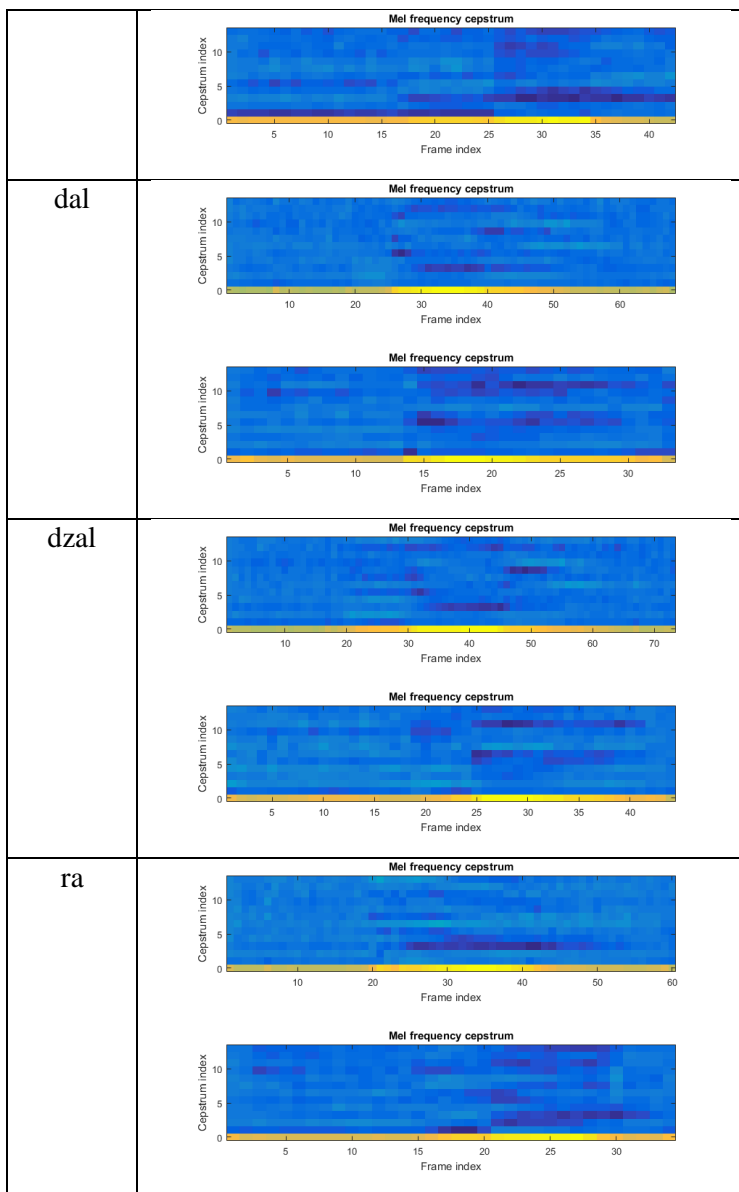 Mel frequency cepstrum
Cepstrum index
10
5
0
5 10 15 20 25 30 35 40
Frame index
dal
Mel frequency cepstrum
Cepstrum index
10
5
0
10 20 30 40 50 60
Frame index
Mel frequency cepstrum
Cepstrum index
10
5
0
5 10 15 20 25 30
Frame index
dzal
Mel frequency cepstrum
Cepstrum index
10
5
0
10 20 30 40 50 60 70
Frame index
Mel frequency cepstrum
Cepstrum index
10
5
0
5 10 15 20 25 30 35 40
Frame index
ra
Mel frequency cepstrum
Cepstrum index
10
5
0
10 20 30 40 50 60
Frame index
Mel frequency cepstrum
Cepstrum index
10
5
0
5 10 15 20 25 30
Frame index